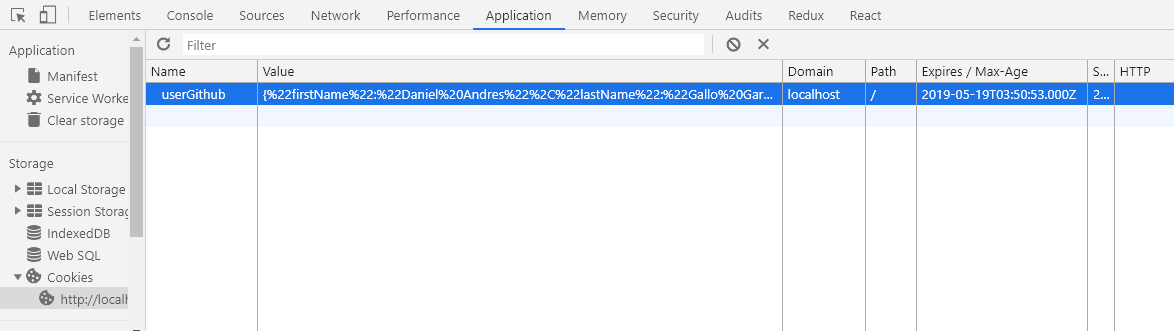 Elements Console Sources Network Performance Application Memory Security Audits Redux React
Application
Manifest
Service Worke
Clear storage
Storage
Local Storage
Session Storag
IndexedDB
Web SQL
Cookies
http://localh
Filter
Name Value Domain Path Expires / Max-Age S... HTTP
userGithub {%22firstName%22:%22Daniel%20Andres%22%2C%22lastName%22:%22Gallo%20Gar... localhost / 2019-05-19T03:50:53.000Z 2...